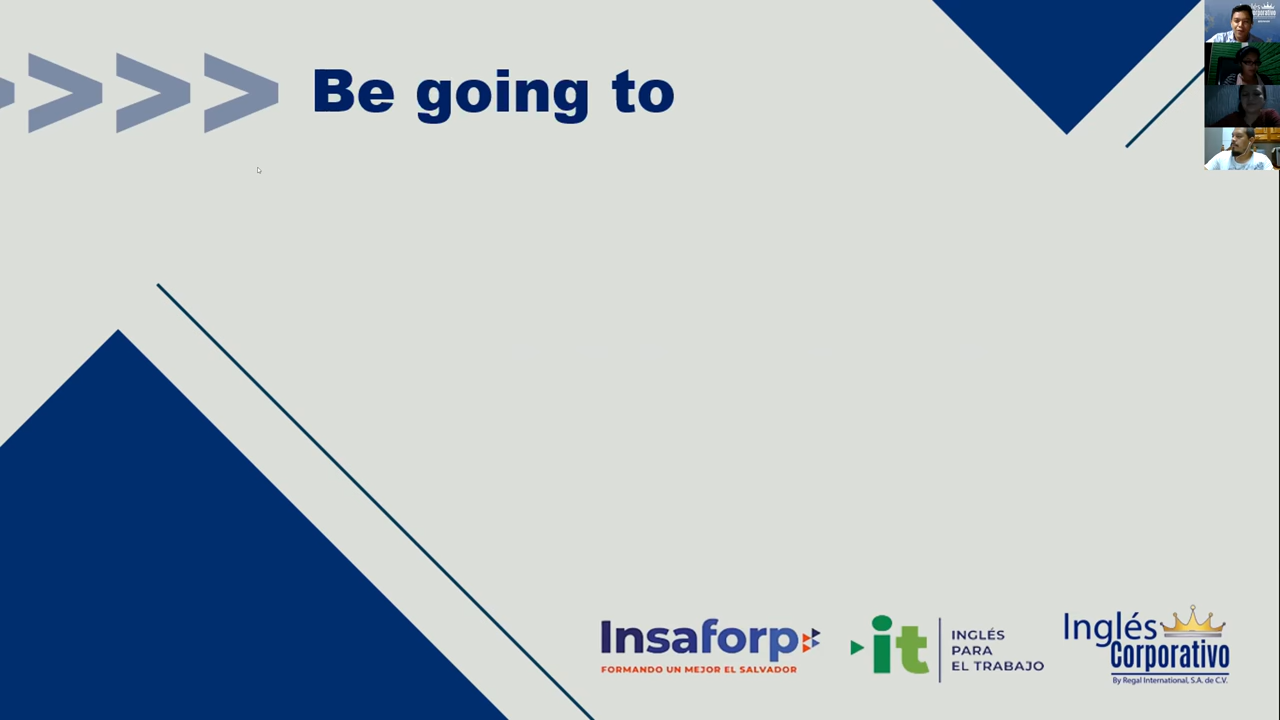 Be going to
Insaforp
FORMANDO UN MEJOR EL SALVADOR
it
INGLÉS
PARA
EL TRABAJO
Inglés
Corporativo
By Regal International, S.A. de C.V.